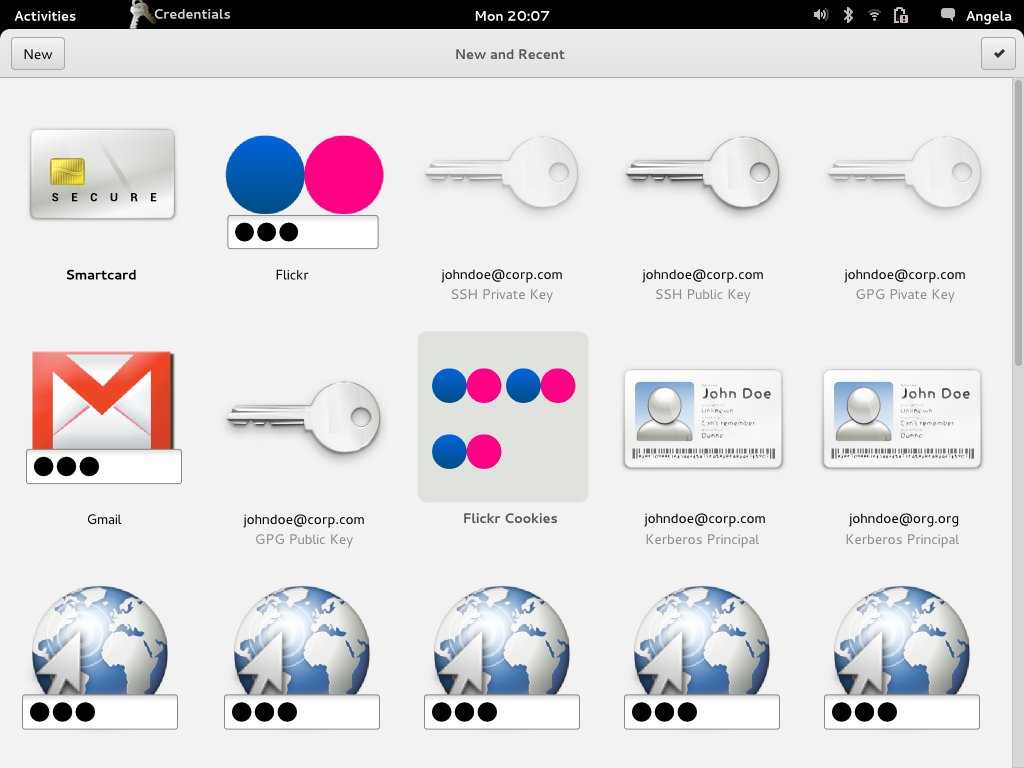 Activities
Credentials
Mon 20:07
Angela
New
New and Recent
SECURE
Smartcard
Flickr
johndoe@corp.com
SSH Private Key
johndoe@corp.com
SSH Public Key
johndoe@corp.com
GPG Pivate Key
John Doe
Unknown
Can't remember
Dunno
John Doe
Unknown
Can't remember
Dunno
Gmail
johndoe@corp.com
GPG Public Key
Flickr Cookies
johndoe@corp.com
Kerberos Principal
johndoe@org.org
Kerberos Principal